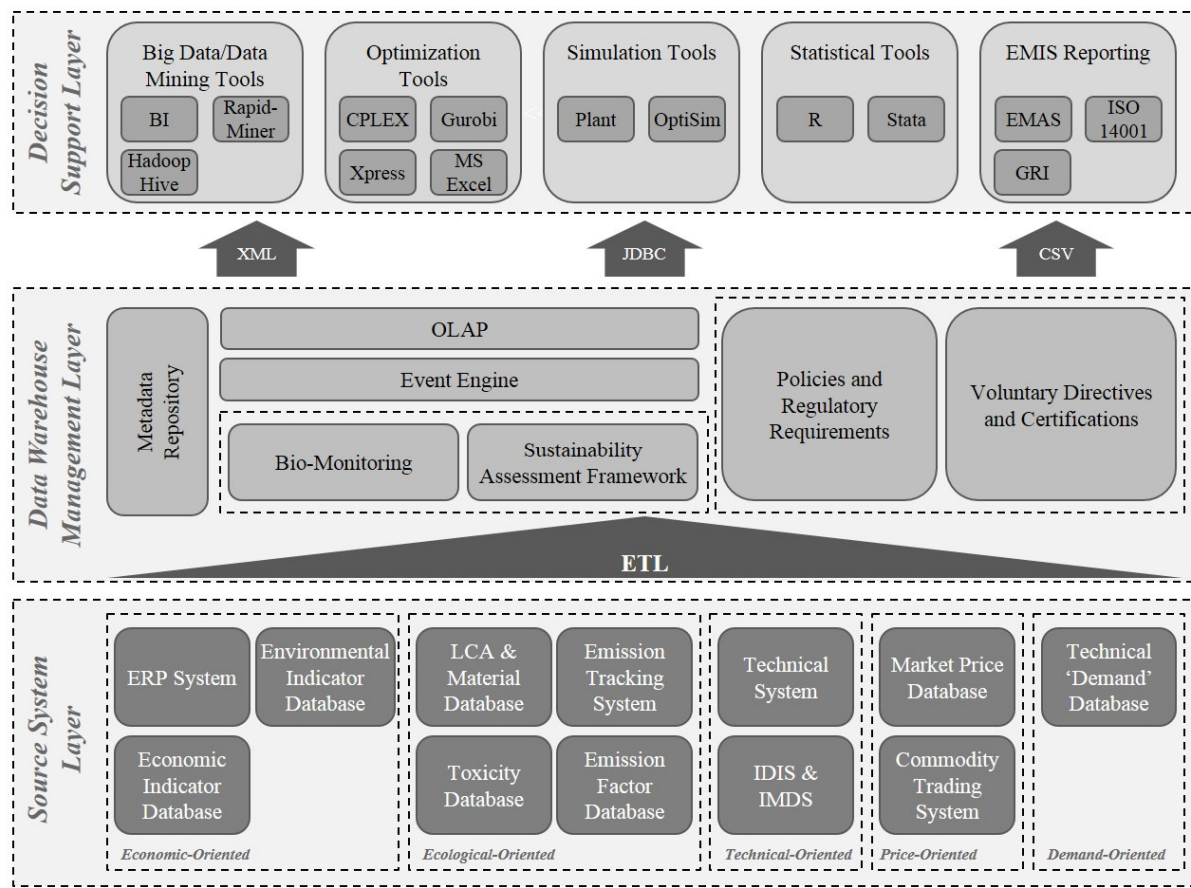 Decision
Support Layer
Big Data/Data
Mining Tools
BI
Rapid-
Miner
Hadoop
Hive
Optimization
Tools
CPLEX
Gurobi
Xpress
MS
Excel
Simulation Tools
Plant
OptiSim
Statistical Tools
R
Stata
EMIS Reporting
EMAS
ISO
14001
GRI
XML
JDBC
CSV
Data Warehouse
Management Layer
Metadata
Repository
OLAP
Event Engine
Bio-Monitoring
Sustainability
Assessment Framework
Policies and
Regulatory
Requirements
Voluntary Directives
and Certifications
ETL
Source System
Layer
ERP System
Environmental
Indicator
Database
Economic
Indicator
Database
Economic-Oriented
LCA &
Material
Database
Emission
Tracking
System
Toxicity
Database
Emission
Factor
Database
Ecological-Oriented
Technical
System
IDIS &
IMDS
Technical-Oriented
Market Price
Database
Commodity
Trading
System
Price-Oriented
Technical
‘Demand’
Database
Demand-Oriented